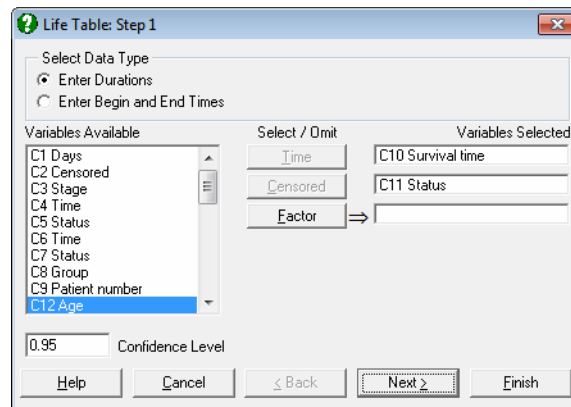 Life Table: Step 1
Select Data Type
Enter Durations
Enter Begin and End Times
Variables Available
Select / Omit
Variables Selected
C1 Days
C2 Censored
C3 Stage
C4 Time
C5 Status
C6 Time
C7 Status
C8 Group
C9 Patient number
C12 Age
Time
C10 Survival time
Censored
C11 Status
Factor
0.95 Confidence Level
Help Cancel < Back Next > Finish